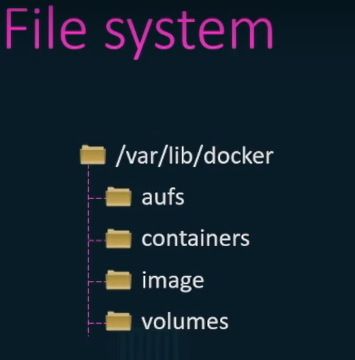 File system
/var/lib/docker
aufs
containers
image
volumes